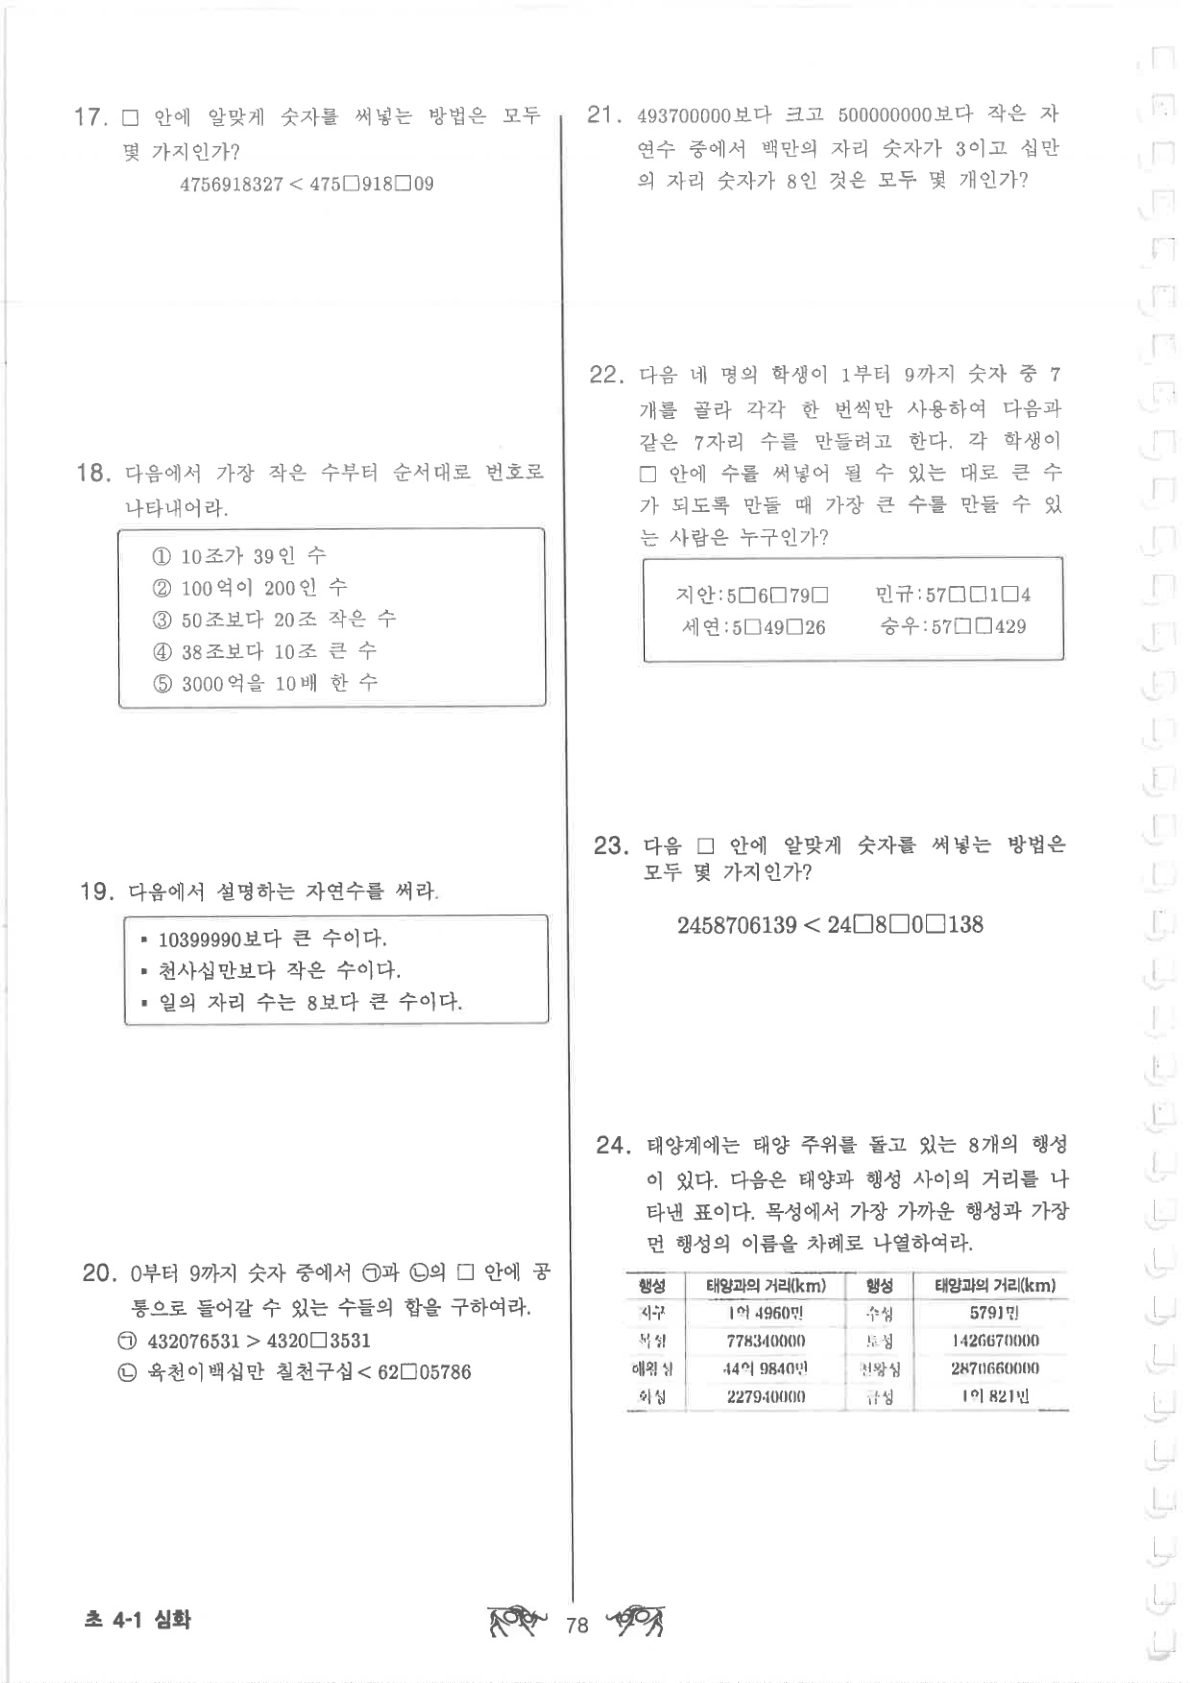 17. □ 안에 알맞게 숫자를 써넣는 방법은 모두
몇 가지인가?
4756918327 < 475□918□09
18. 다음에서 가장 작은 수부터 순서대로 번호로
나타내어라.
① 10조가 39인 수
② 100억이 200인 수
③ 50조보다 20조 작은 수
④ 38조보다 10조 큰 수
⑤ 3000억을 10배 한 수
19. 다음에서 설명하는 자연수를 써라.
▪ 10399990보다 큰 수이다.
▪ 천사십만보다 작은 수이다.
▪ 일의 자리 수는 8보다 큰 수이다.
20. 0부터 9까지 숫자 중에서 ㉠과 ㉡의 □ 안에 공
통으로 들어갈 수 있는 수들의 합을 구하여라.
㉠ 432076531 > 4320□3531
㉡ 육천이백십만 칠천구십< 62□05786
21. 493700000보다 크고 500000000보다 작은 자
연수 중에서 백만의 자리 숫자가 3이고 십만
의 자리 숫자가 8인 것은 모두 몇 개인가?
22. 다음 네 명의 학생이 1부터 9까지 숫자 중 7
개를 골라 각각 한 번씩만 사용하여 다음과
같은 7자리 수를 만들려고 한다. 각 학생이
□ 안에 수를 써넣어 될 수 있는 대로 큰 수
가 되도록 만들 때 가장 큰 수를 만들 수 있
는 사람은 누구인가?
지안:5□6□79□ 민규:57□□1□4
세연:5□49□26 승우:57□□429
23. 다음 □ 안에 알맞게 숫자를 써넣는 방법은
모두 몇 가지인가?
2458706139 < 24□8□0□138
24. 태양계에는 태양 주위를 돌고 있는 8개의 행성
이 있다. 다음은 태양과 행성 사이의 거리를 나
타낸 표이다. 목성에서 가장 가까운 행성과 가장
먼 행성의 이름을 차례로 나열하여라.
행성 태양과의 거리(km) 행성 태양과의 거리(km)
지구 1억 4960만 수성 5791만
목성 778340000 토성 1426670000
해왕성 44억 9840만 천왕성 2870660000
화성 227940000 금성 1억 821만
초 4-1 심화
78